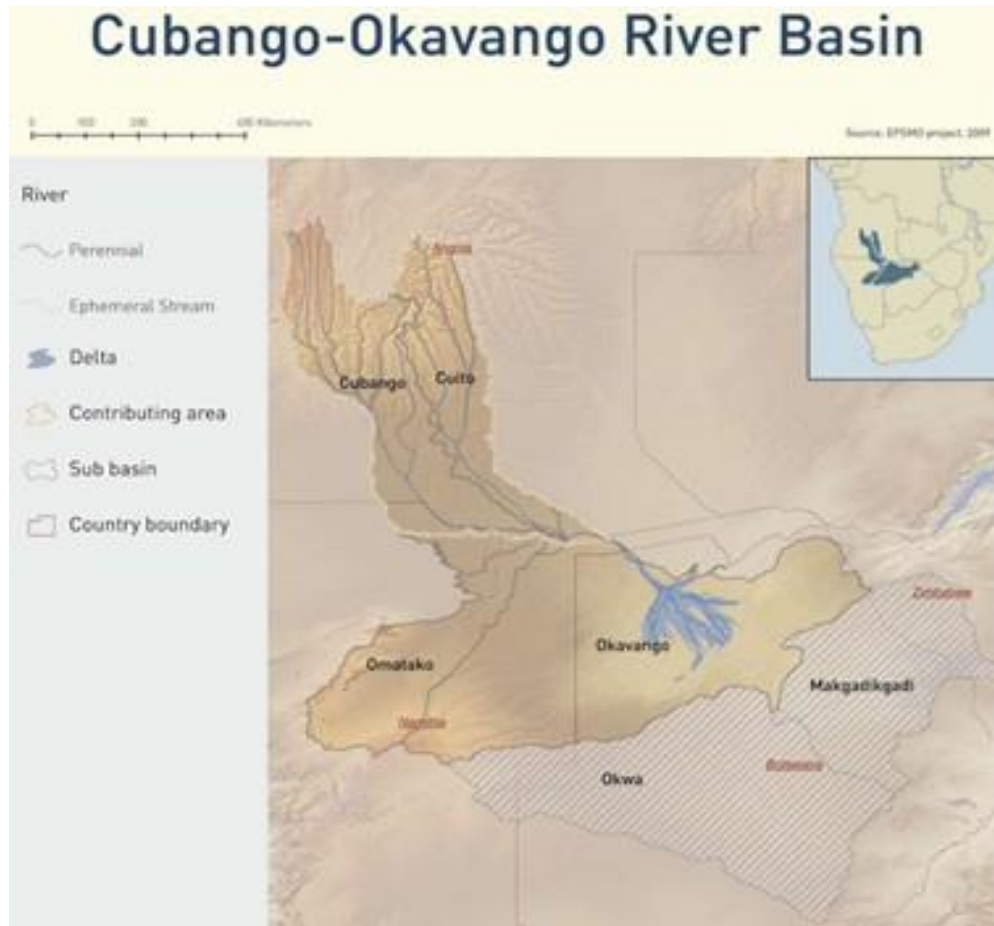 Cubango-Okavango River Basin
0 100 200 400 Kilometers
Source: EPSMO project, 2009
River
Perennial
Ephemeral Stream
Delta
Contributing area
Sub basin
Country boundary
Angola
Cubango
Cuito
Zimbabwe
Okavango
Omatako
Makgadikgadi
Namibia
Botswana
Okwa